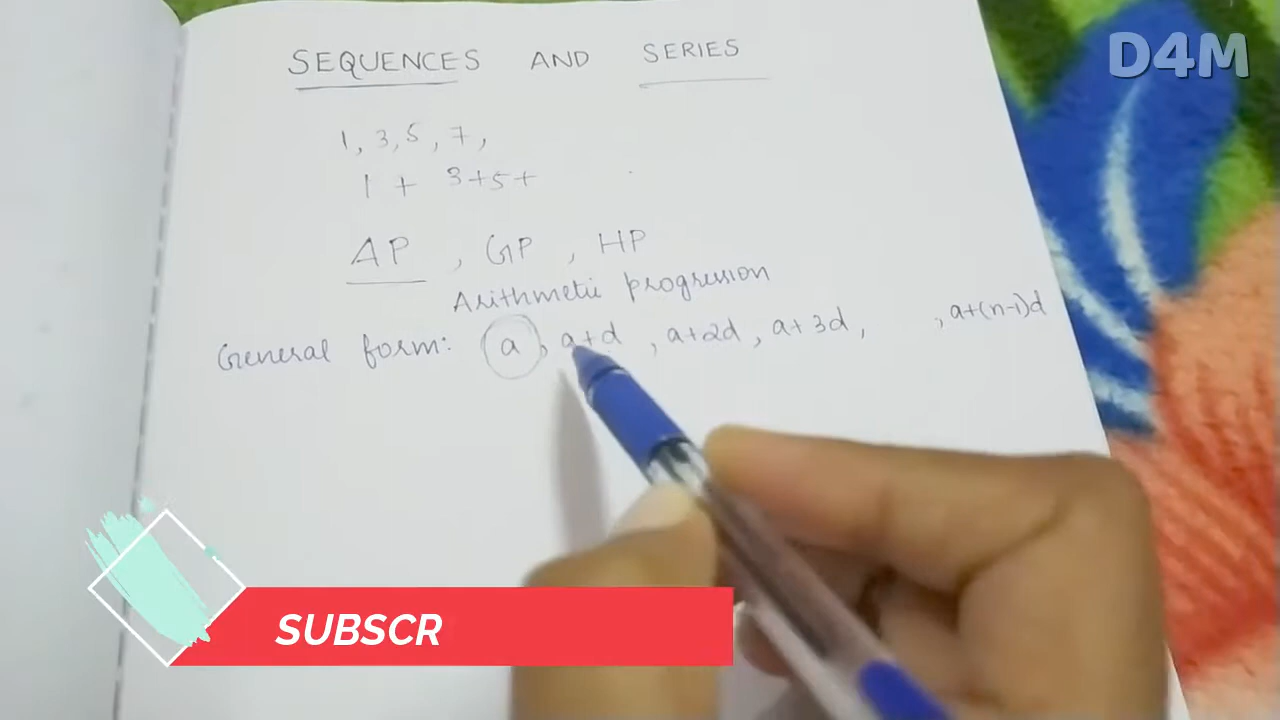 D4M
SEQUENCES AND SERIES
1, 3, 5, 7,
1 + 3+5+
AP, GP, HP
Arithmetic progression
General form: a, a+d, a+2d, a+3d, , a+(n-1)d
SUBSCR